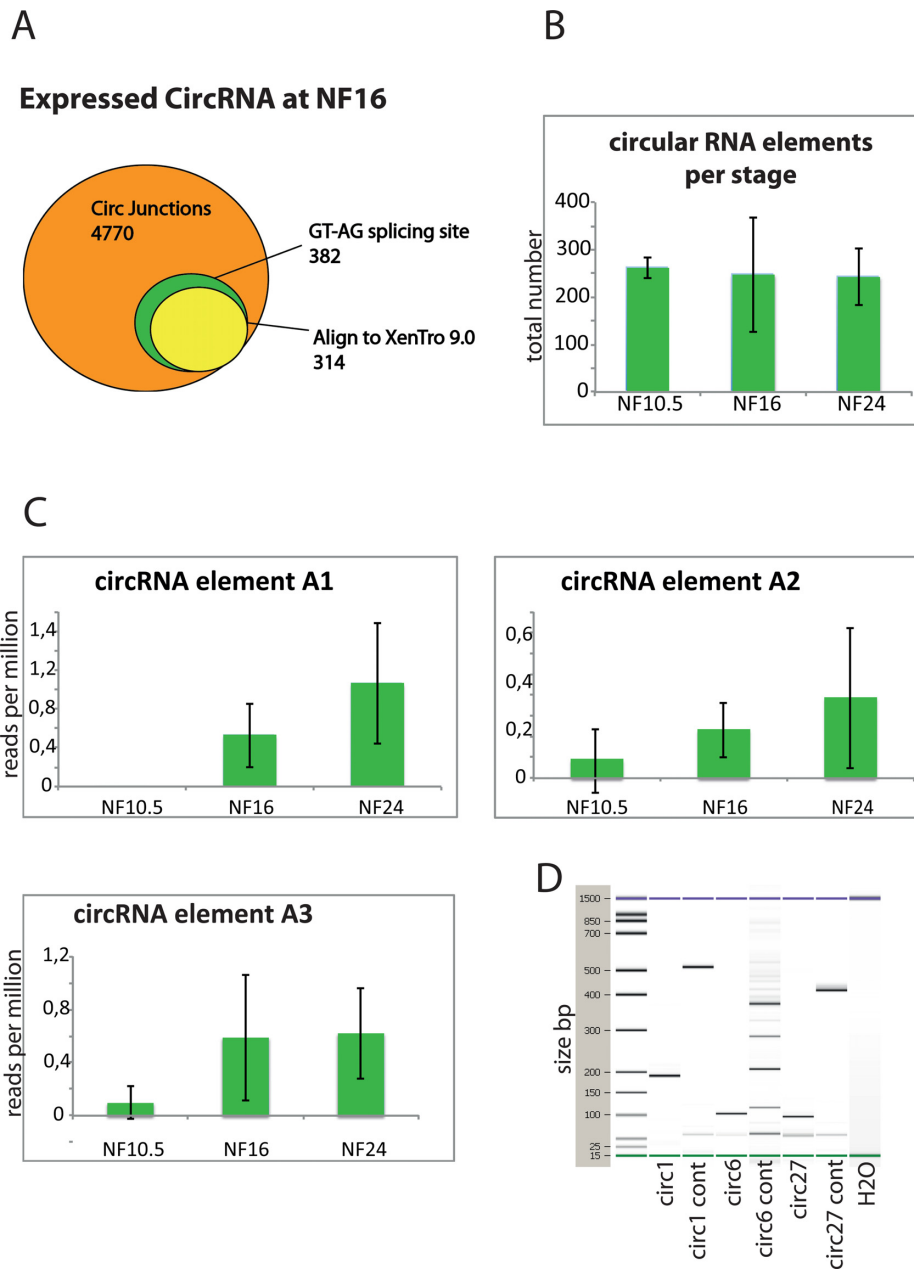 A
Expressed CircRNA at NF16
Circ Junctions
4770
GT-AG splicing site
382
Align to XenTro 9.0
314
B
circular RNA elements
per stage
total number
400
300
200
100
0
NF10.5 NF16 NF24
C
circRNA element A1
reads per million
1,4
1,2
0,8
0,4
0
NF10.5 NF16 NF24
circRNA element A2
0,6
0,4
0,2
0
NF10.5 NF16 NF24
circRNA element A3
reads per million
1,2
0,8
0,4
0
-
NF10.5 NF16 NF24
D
size bp
1500
850
700
500
400
300
200
150
100
25
15
circ1
circ1 cont
circ6
circ6 cont
circ27
circ27 cont
H2O